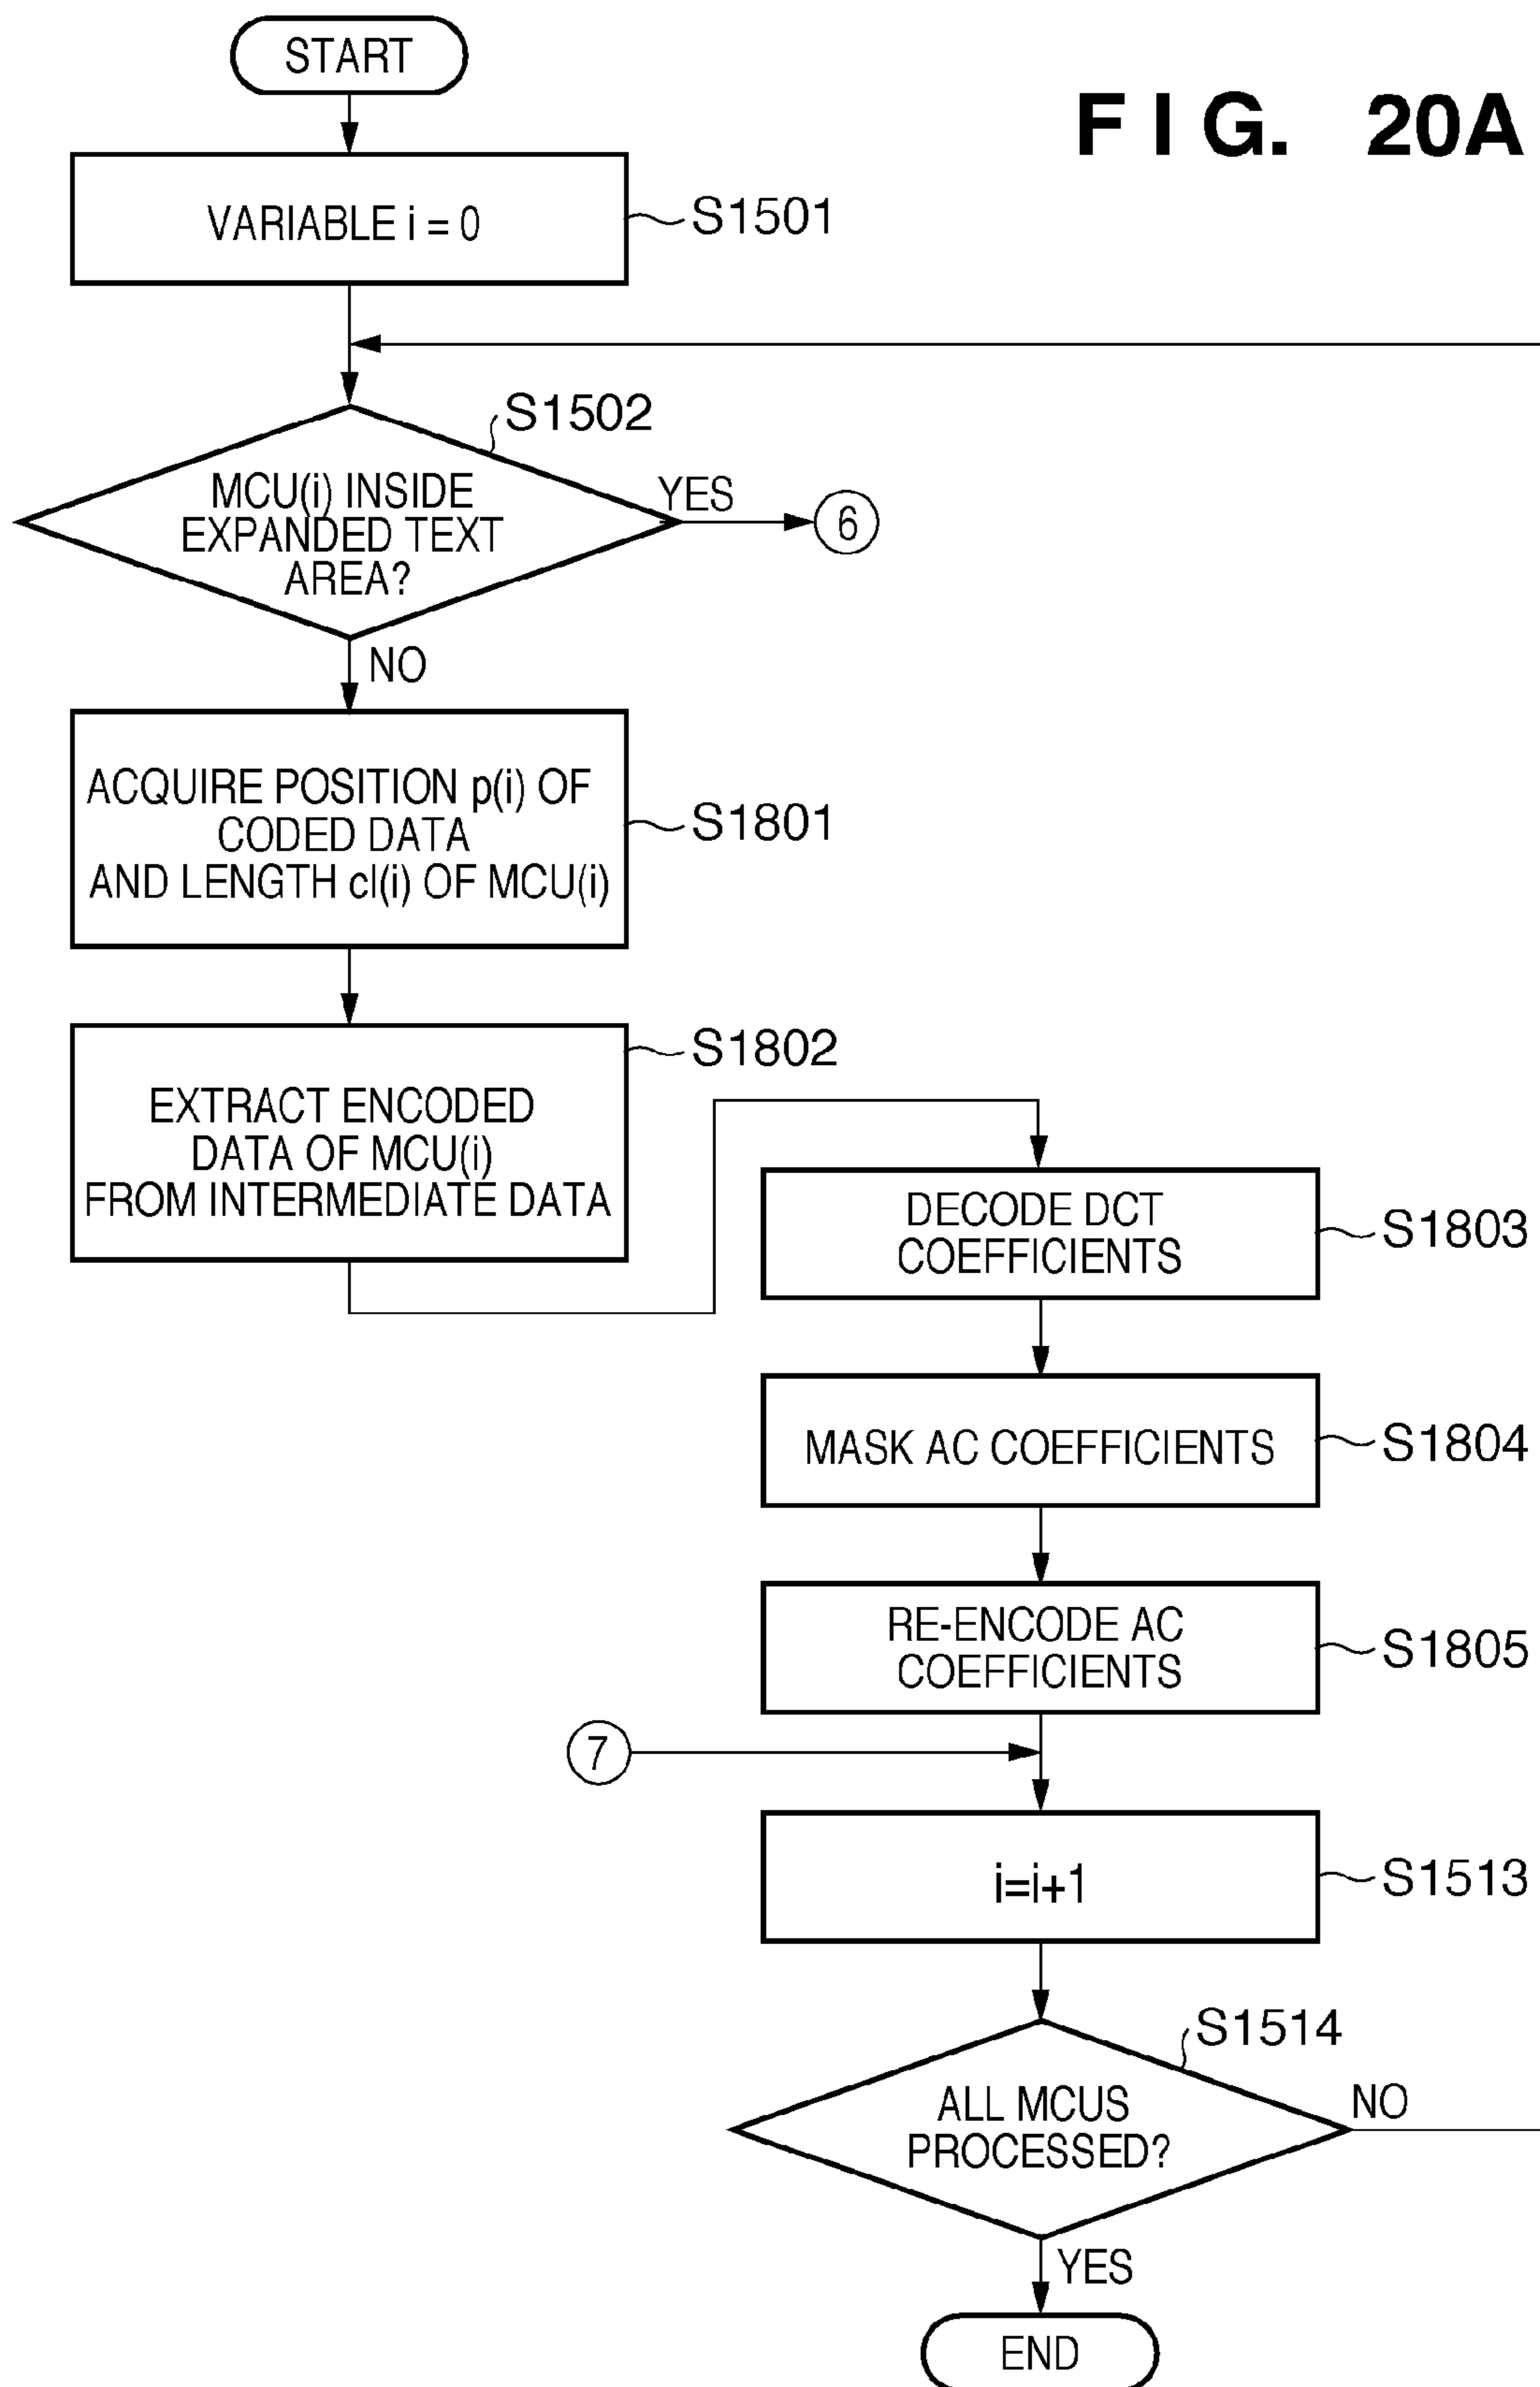 START
FIG. 20A
VARIABLE i = 0
S1501
S1502
MCU(i) INSIDE
EXPANDED TEXT
AREA?
YES
6
NO
ACQUIRE POSITION p(i) OF
CODED DATA
AND LENGTH cl(i) OF MCU(i)
S1801
EXTRACT ENCODED
DATA OF MCU(i)
FROM INTERMEDIATE DATA
S1802
DECODE DCT
COEFFICIENTS
S1803
MASK AC COEFFICIENTS
S1804
RE-ENCODE AC
COEFFICIENTS
S1805
7
i=i+1
S1513
S1514
ALL MCUS
PROCESSED?
NO
YES
END